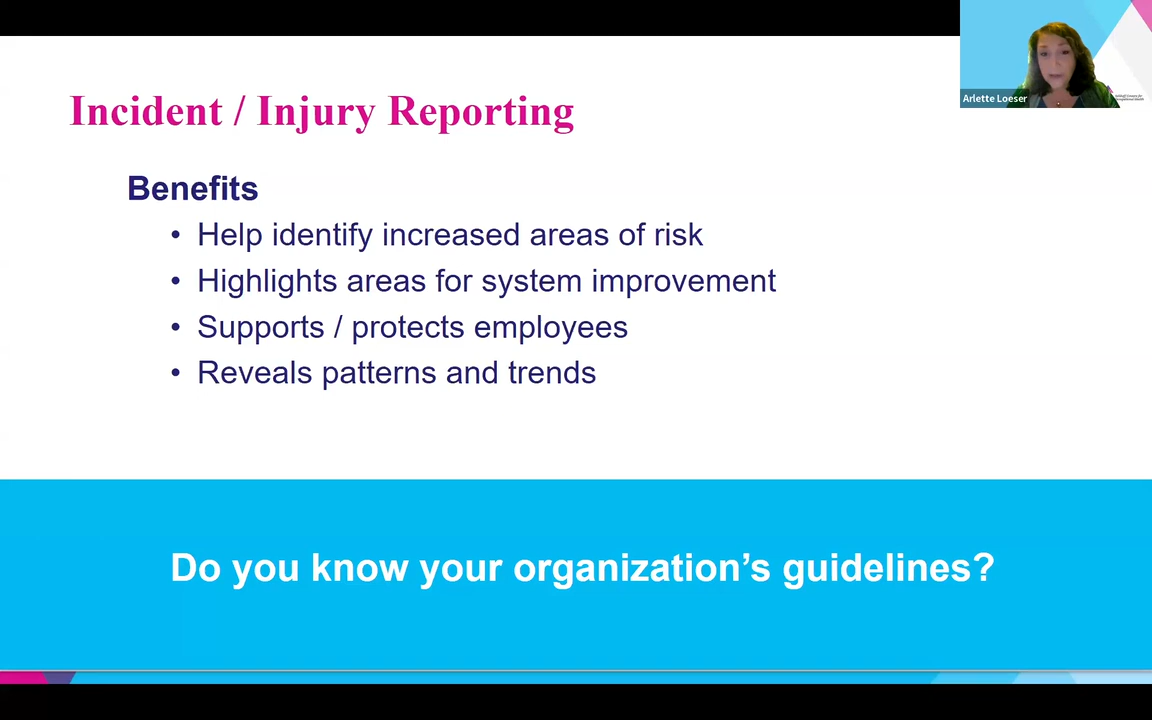 Incident / Injury Reporting
Arlette Loeser
Benefits
• Help identify increased areas of risk
• Highlights areas for system improvement
• Supports / protects employees
• Reveals patterns and trends
Do you know your organization’s guidelines?